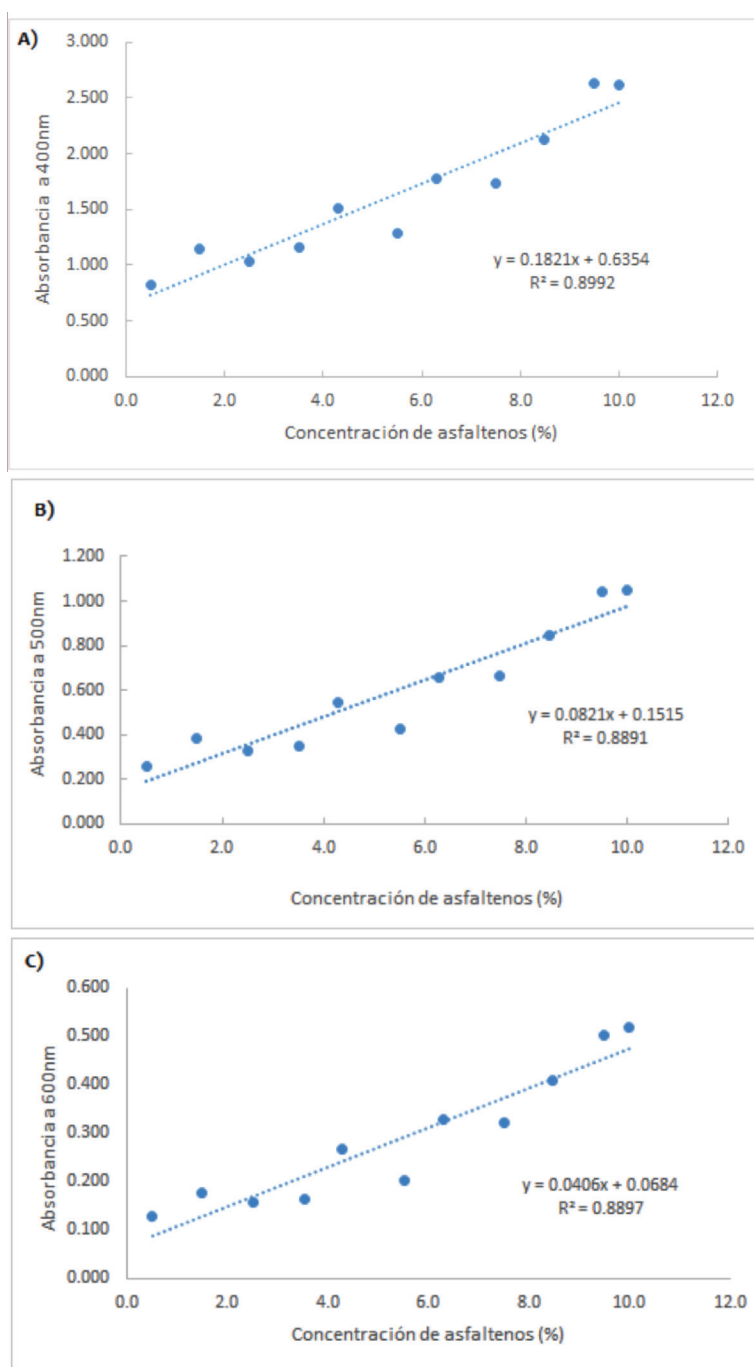 A)
3.000
2.500
2.000
1.500
1.000
0.500
0.000
Absorbancia a 400nm
y = 0.1821x + 0.6354
R² = 0.8992
0.0 2.0 4.0 6.0 8.0 10.0 12.0
Concentración de asfaltenos (%)
B)
1.200
1.000
0.800
0.600
0.400
0.200
0.000
Absorbancia a 500nm
y = 0.0821x + 0.1515
R² = 0.8891
0.0 2.0 4.0 6.0 8.0 10.0 12.0
Concentración de asfaltenos (%)
C)
0.600
0.500
0.400
0.300
0.200
0.100
0.000
Absorbancia a 600nm
y = 0.0406x + 0.0684
R² = 0.8897
0.0 2.0 4.0 6.0 8.0 10.0 12.0
Concentración de asfaltenos (%)